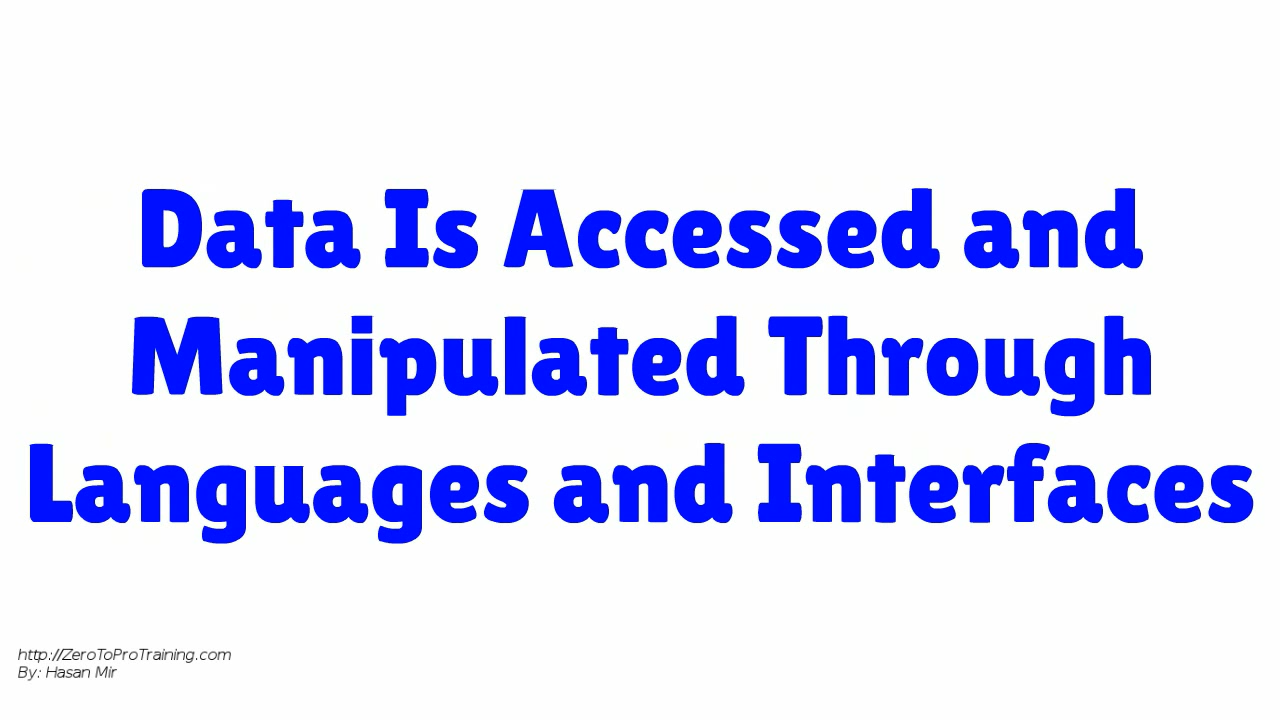 Data Is Accessed and
Manipulated Through
Languages and Interfaces
http://ZeroToProTraining.com
By: Hasan Mir